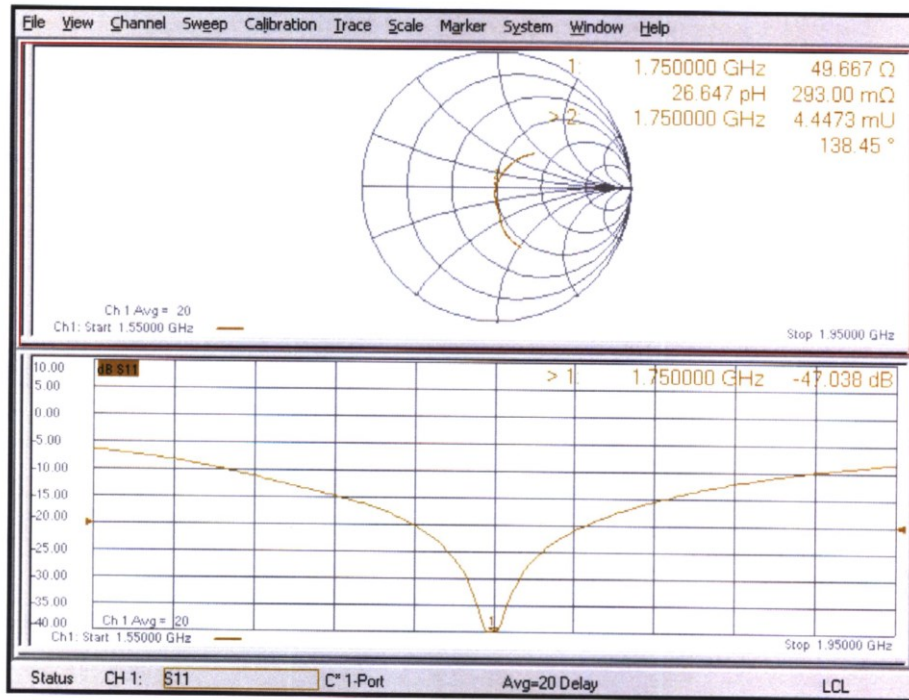 File View Channel Sweep Calibration Trace Scale Marker System Window Help
1: 1.750000 GHz 49.667 Ω
26.647 pH 293.00 mΩ
> 2: 1.750000 GHz 4.4473 mU
138.45 °
Ch 1 Avg = 20
Ch1: Start 1.55000 GHz Stop 1.95000 GHz
10.00 dB S11 > 1: 1.750000 GHz -47.038 dB
5.00
0.00
-5.00
-10.00
-15.00
-20.00
-25.00
-30.00
-35.00
-40.00 Ch 1 Avg = 20 1
Ch1: Start 1.55000 GHz Stop 1.95000 GHz
Status CH 1: S11 C* 1-Port Avg=20 Delay LCL